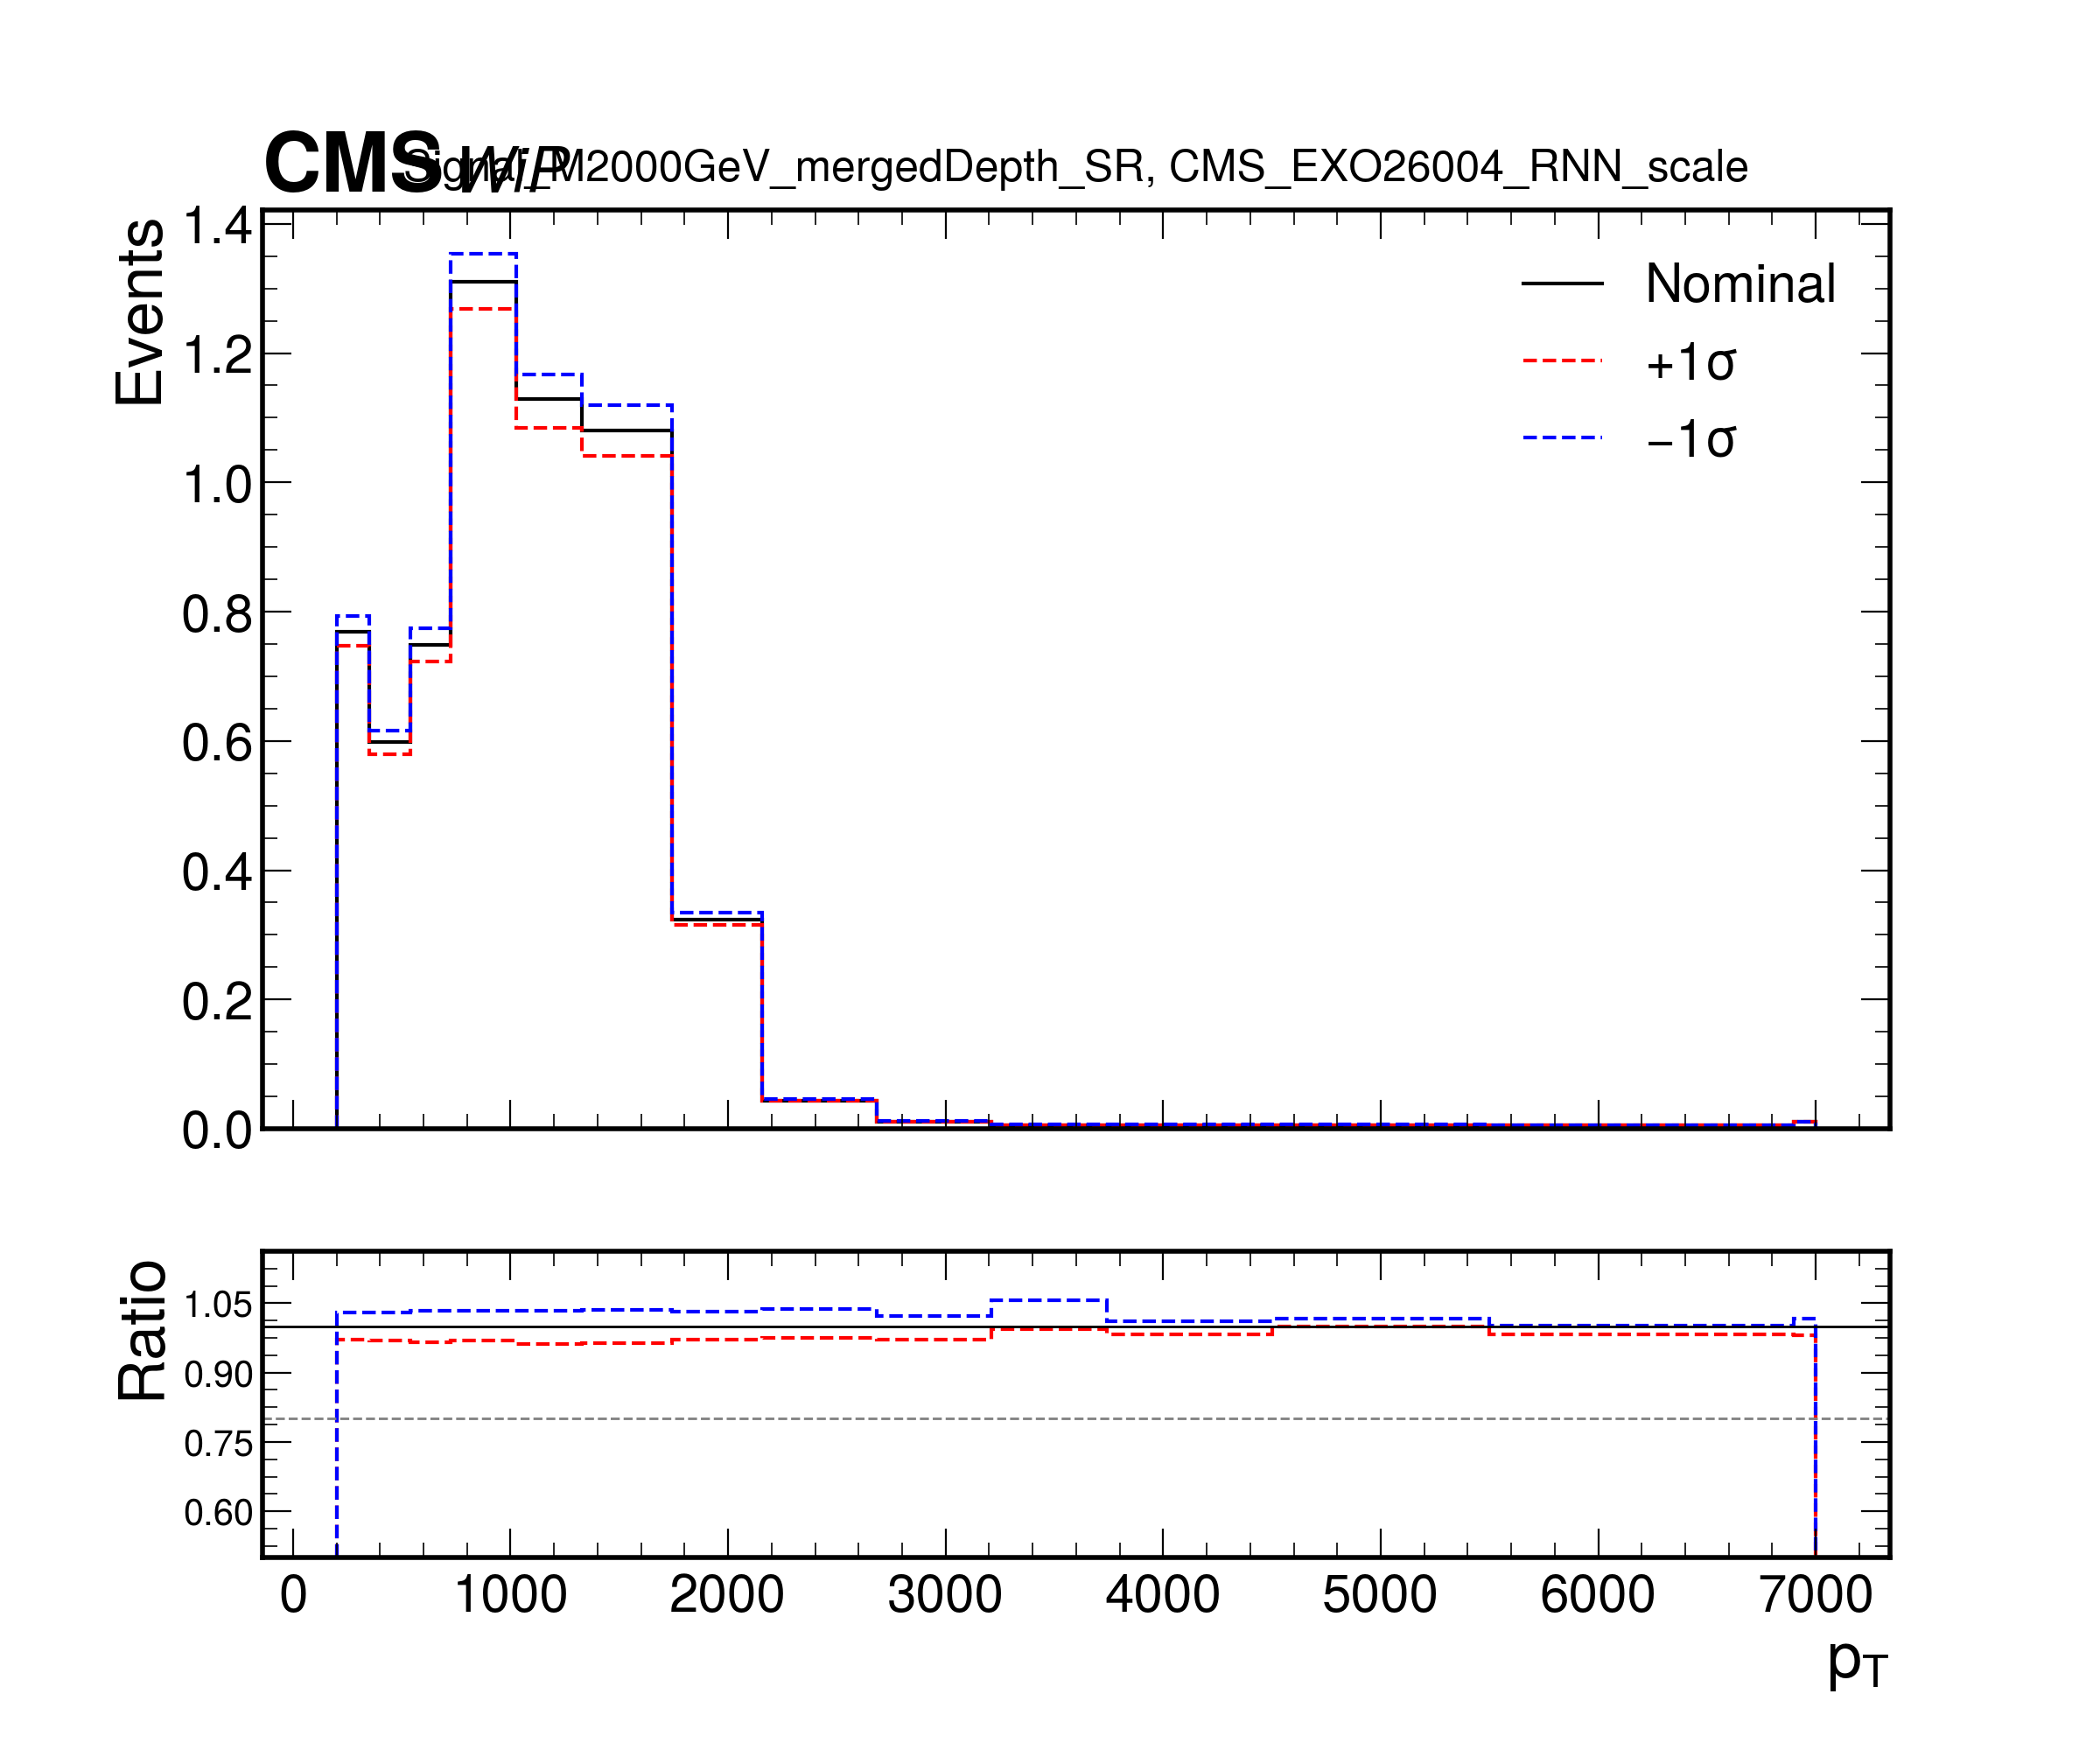 CMS WiP Signal_M2000GeV_mergedDepth_SR, CMS_EXO26004_RNN_scale
Events
1.4
1.2
1.0
0.8
0.6
0.4
0.2
0.0
Nominal
+1σ
−1σ
Ratio
1.05
0.90
0.75
0.60
0 1000 2000 3000 4000 5000 6000 7000
pT